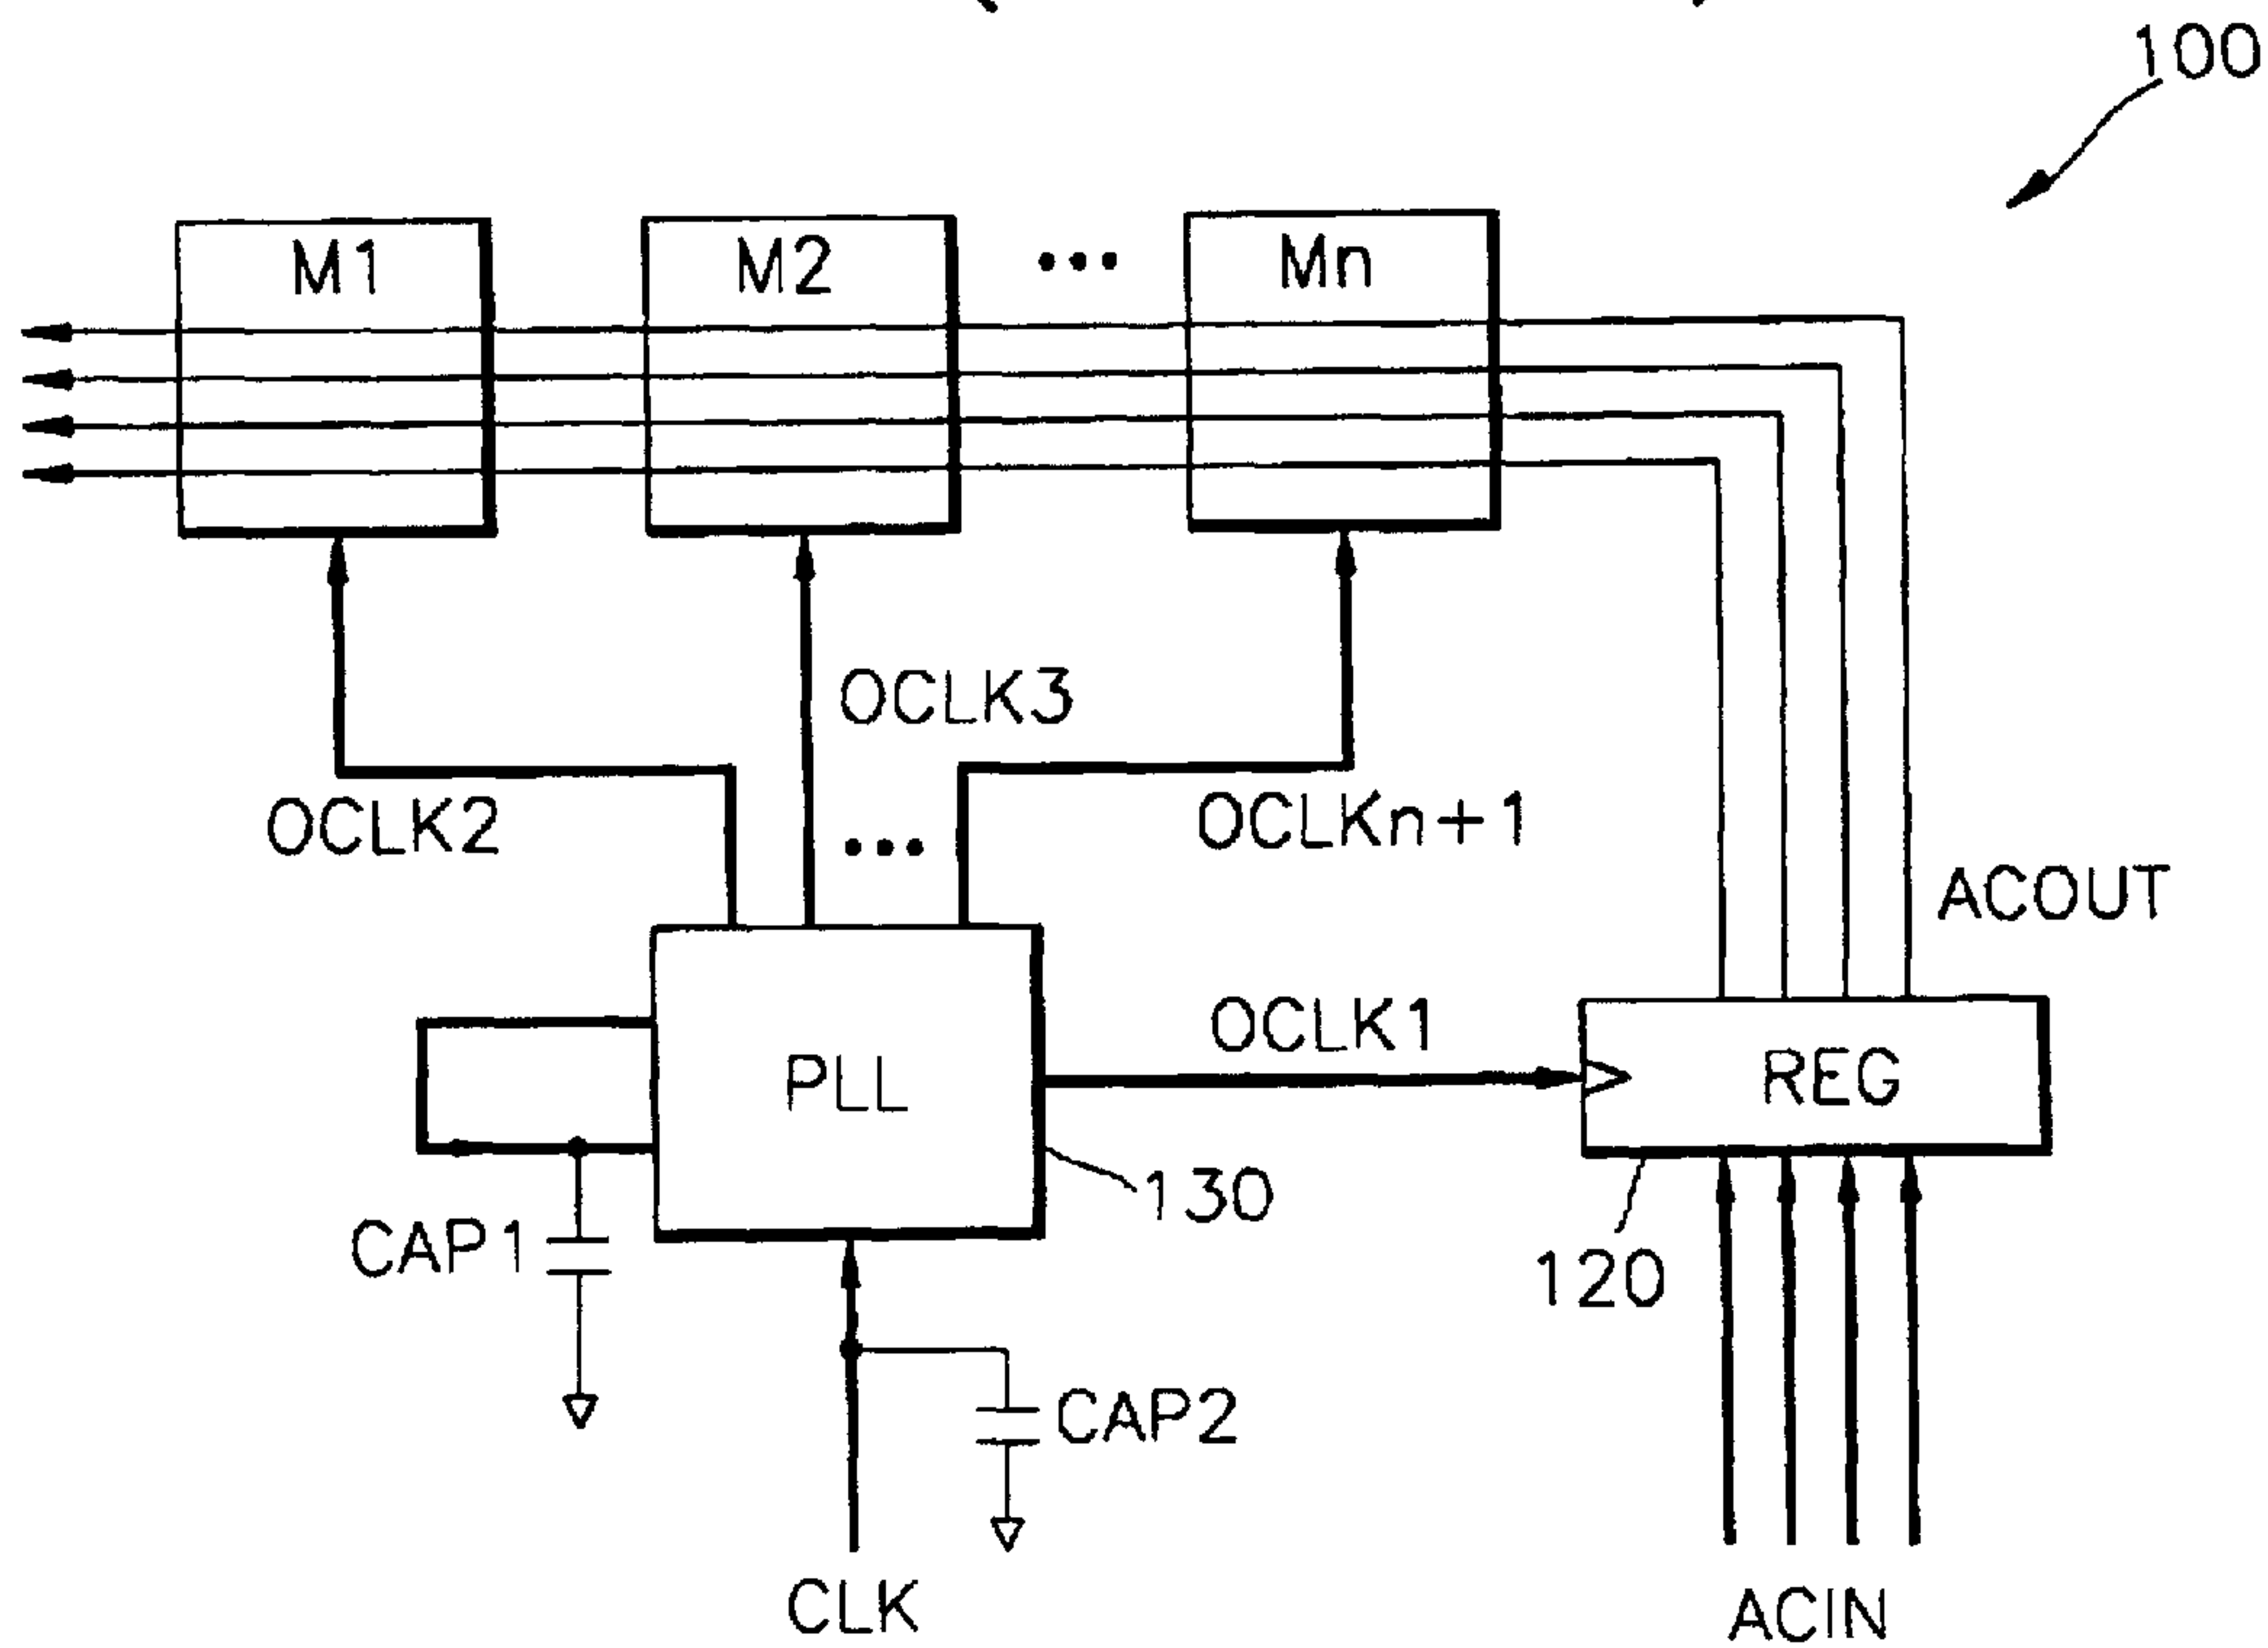 100
M1
M2
•••
Mn
OCLK3
OCLK2
•••
OCLKn+1
ACOUT
OCLK1
PLL
REG
130
CAP1
120
CAP2
CLK
ACIN